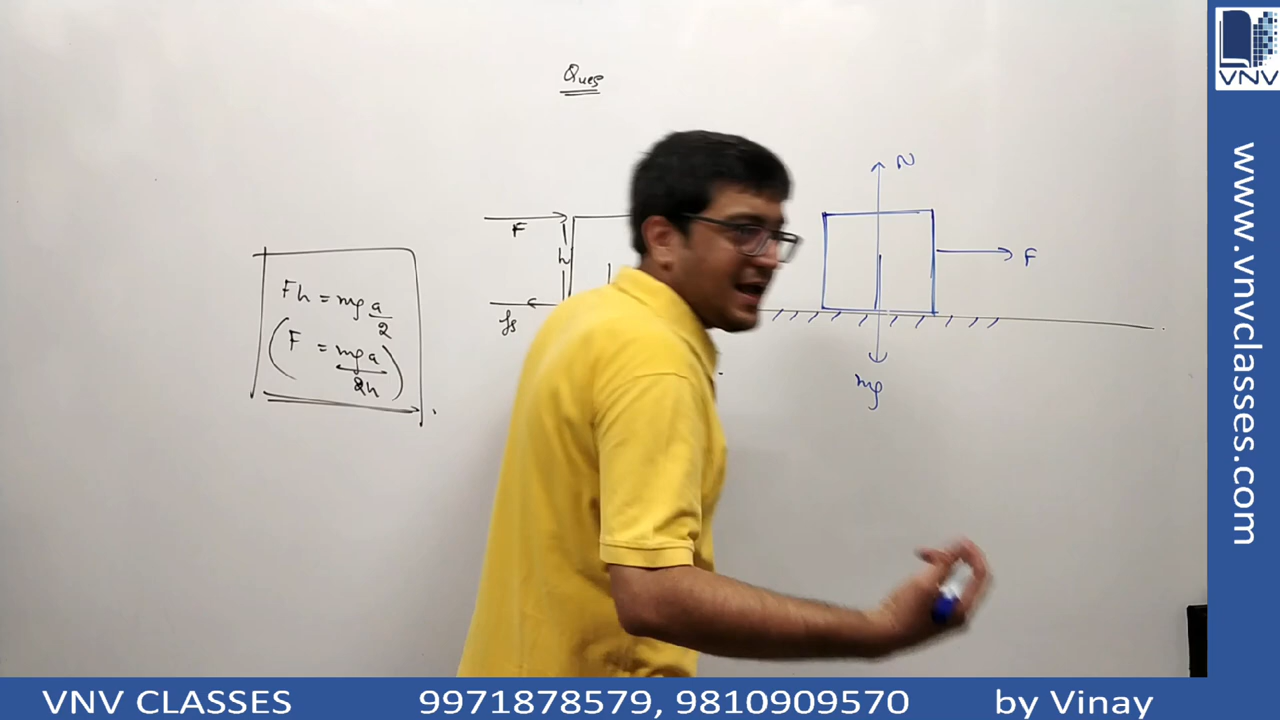 Ques
N
F
F
h
Fh = mg a/2
F = mga/2h
fs
mg
VNV
www.vnvclasses.com
VNV CLASSES
9971878579, 9810909570
by Vinay